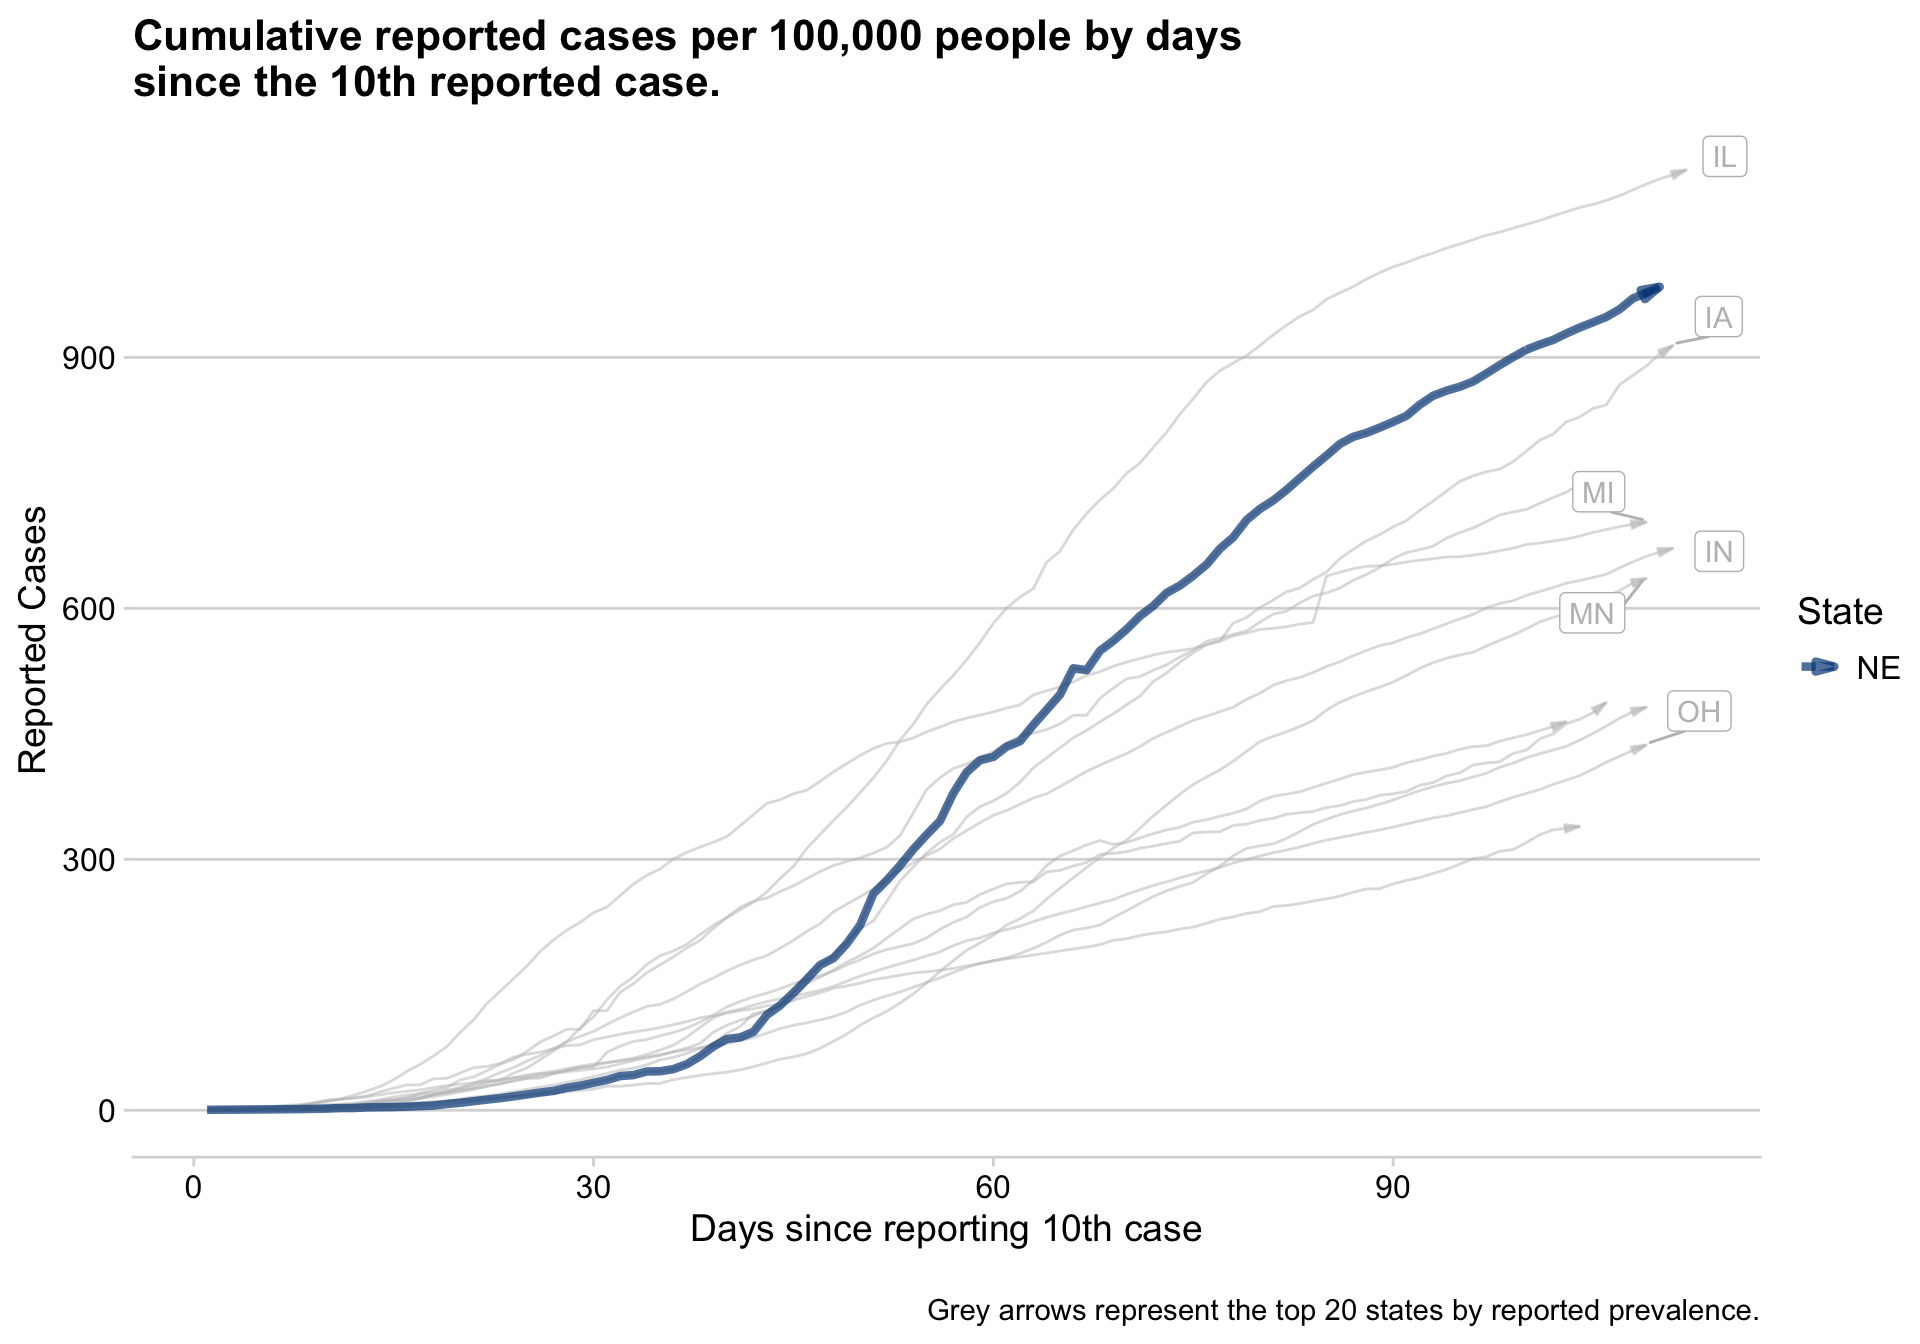 Cumulative reported cases per 100,000 people by days
since the 10th reported case.
IL
IA
900
MI
IN
600
MN
State
NE
OH
300
0
Reported Cases
0 30 60 90
Days since reporting 10th case
Grey arrows represent the top 20 states by reported prevalence.